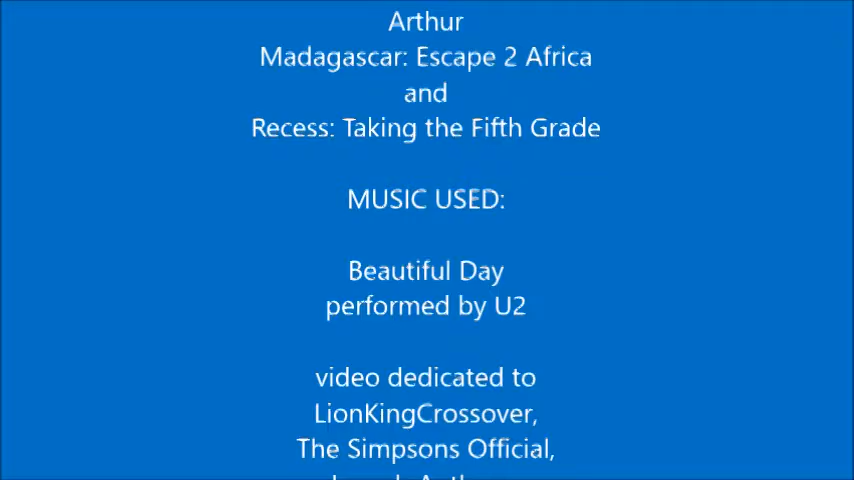 Arthur
Madagascar: Escape 2 Africa
and
Recess: Taking the Fifth Grade
MUSIC USED:
Beautiful Day
performed by U2
video dedicated to
LionKingCrossover,
The Simpsons Official,